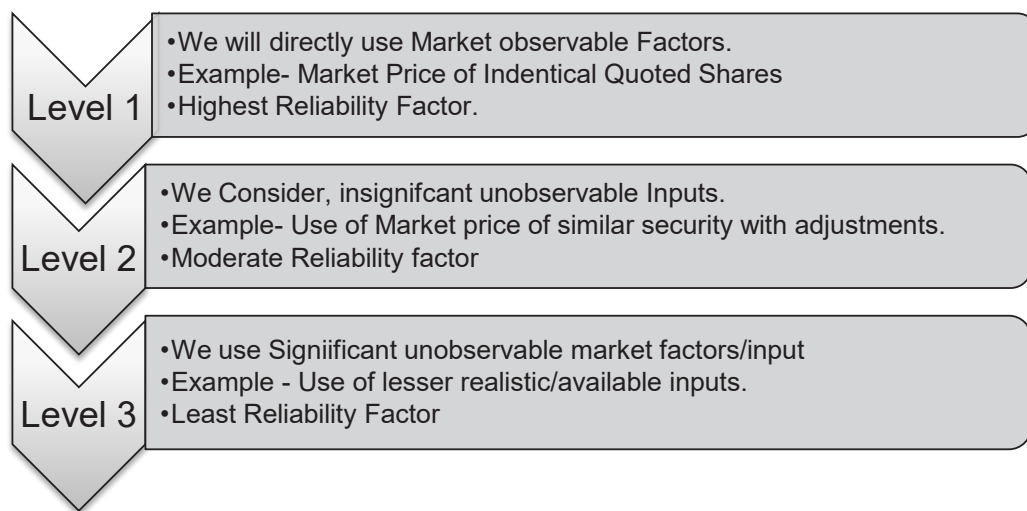 Level 1
•We will directly use Market observable Factors.
•Example- Market Price of Indentical Quoted Shares
•Highest Reliability Factor.
Level 2
•We Consider, insignifcant unobservable Inputs.
•Example- Use of Market price of similar security with adjustments.
•Moderate Reliability factor
Level 3
•We use Signiificant unobservable market factors/input
•Example - Use of lesser realistic/available inputs.
•Least Reliability Factor